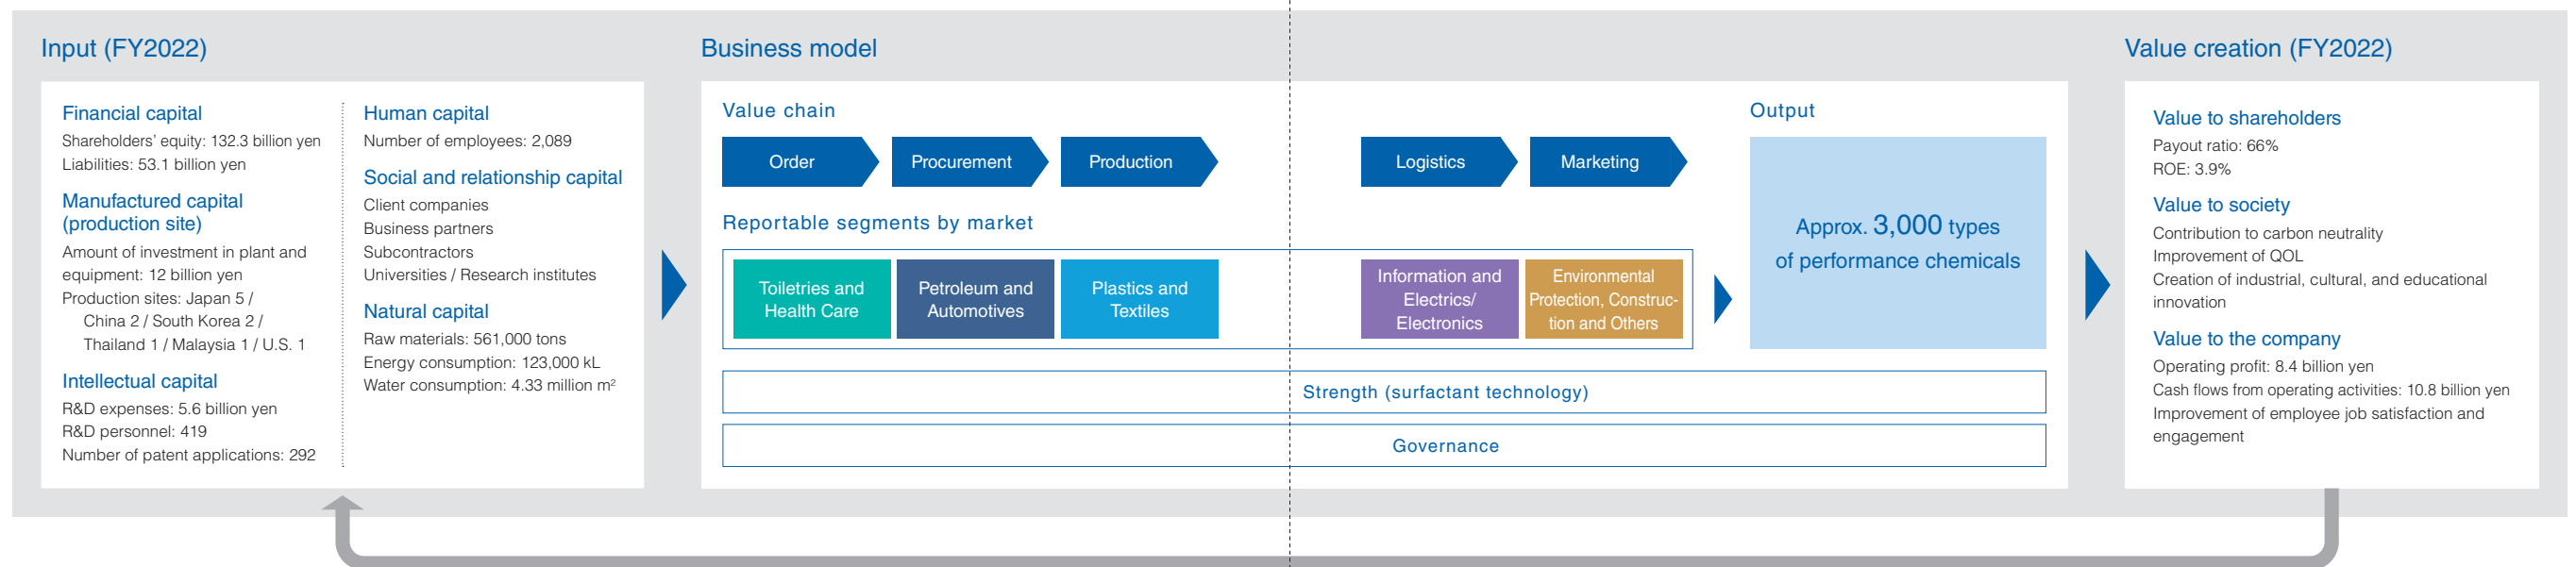 Input (FY2022)
Financial capital
Shareholders' equity: 132.3 billion yen
Liabilities: 53.1 billion yen
Manufactured capital
(production site)
Amount of investment in plant and
equipment: 12 billion yen
Production sites: Japan 5 /
China 2 / South Korea 2 /
Thailand 1 / Malaysia 1 / U.S. 1
Intellectual capital
R&D expenses: 5.6 billion yen
R&D personnel: 419
Number of patent applications: 292
Human capital
Number of employees: 2,089
Social and relationship capital
Client companies
Business partners
Subcontractors
Universities / Research institutes
Natural capital
Raw materials: 561,000 tons
Energy consumption: 123,000 kL
Water consumption: 4.33 million m²
Business model
Value chain
Order
Procurement
Production
Logistics
Marketing
Reportable segments by market
Toiletries and
Health Care
Petroleum and
Automotives
Plastics and
Textiles
Information and
Electrics/
Electronics
Environmental
Protection, Construc-
tion and Others
Output
Approx. 3,000 types
of performance chemicals
Strength (surfactant technology)
Governance
Value creation (FY2022)
Value to shareholders
Payout ratio: 66%
ROE: 3.9%
Value to society
Contribution to carbon neutrality
Improvement of QOL
Creation of industrial, cultural, and educational
innovation
Value to the company
Operating profit: 8.4 billion yen
Cash flows from operating activities: 10.8 billion yen
Improvement of employee job satisfaction and
engagement